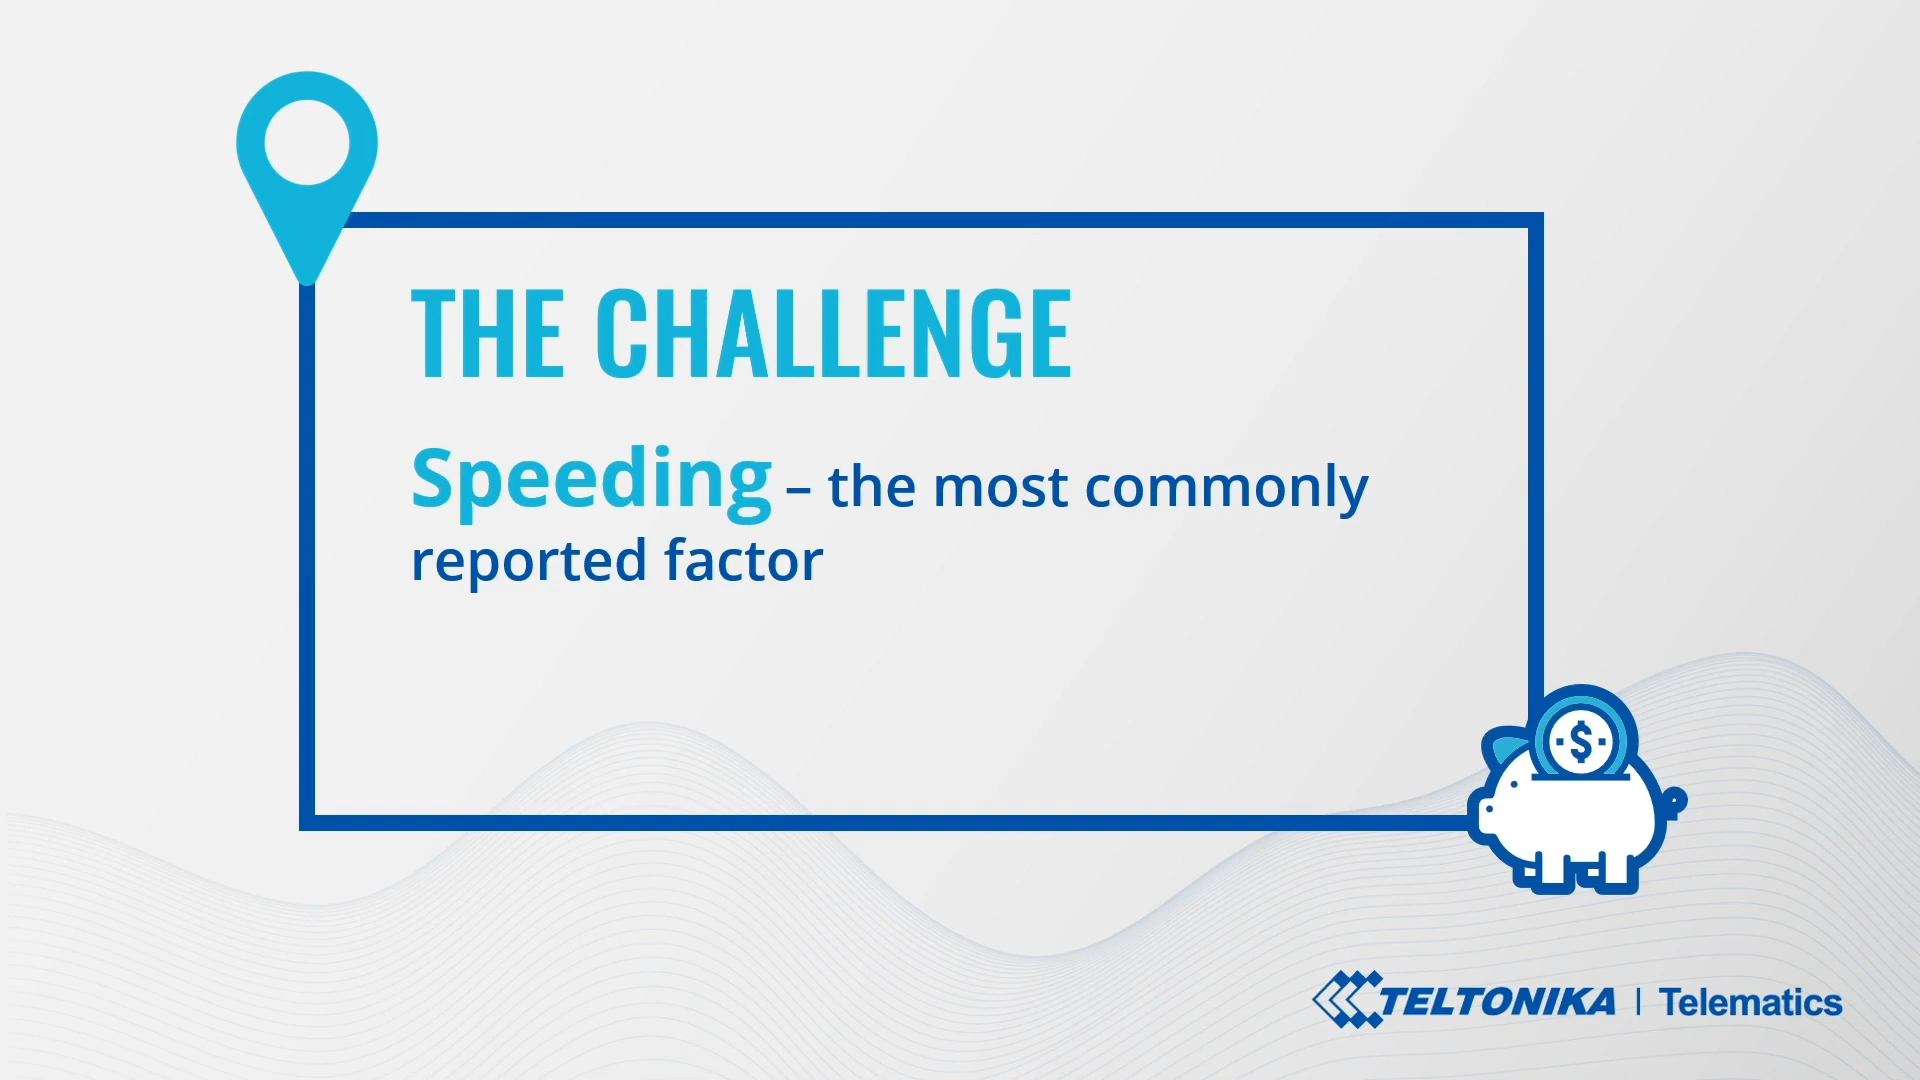 THE CHALLENGE
Speeding – the most commonly
reported factor
$
TELTONIKA | Telematics